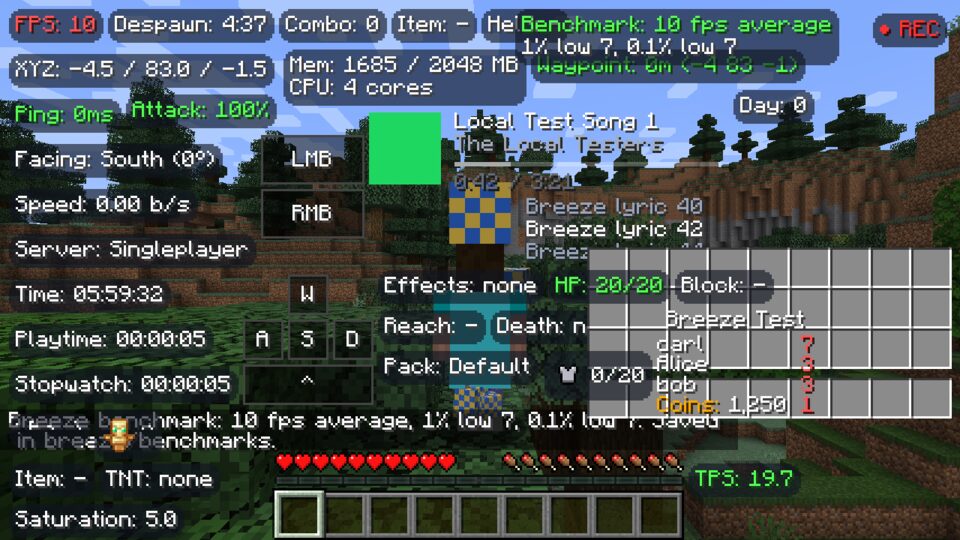 FPS: 10
Despawn: 4:37
Combo: 0
Item: -
Benchmark: 10 fps average
1% low 7, 0.1% low 7
REC
XYZ: -4.5 / 83.0 / -1.5
Mem: 1685 / 2048 MB
CPU: 4 cores
Waypoint: 0m (-4 83 -1)
Ping: 0ms
Attack: 100%
Day: 0
Local Test Song 1
The Local Testers
0:42 / 3:21
Facing: South (0°)
LMB
Speed: 0.00 b/s
RMB
Breeze lyric 40
Breeze lyric 42
Breeze lyric 44
Server: Singleplayer
Effects: none
HP: 20/20
Block: -
Time: 05:59:32
W
Reach: -
Death: n
Breeze Test
Playtime: 00:00:05
A
S
D
darl 7
Alice 3
bob 3
Coins: 1,250 1
Pack: Default
0/20
Stopwatch: 00:00:05
^
Breeze benchmark: 10 fps average, 1% low 7, 0.1% low 7.
in breeze-benchmarks.
Item: -
TNT: none
TPS: 19.7
Saturation: 5.0